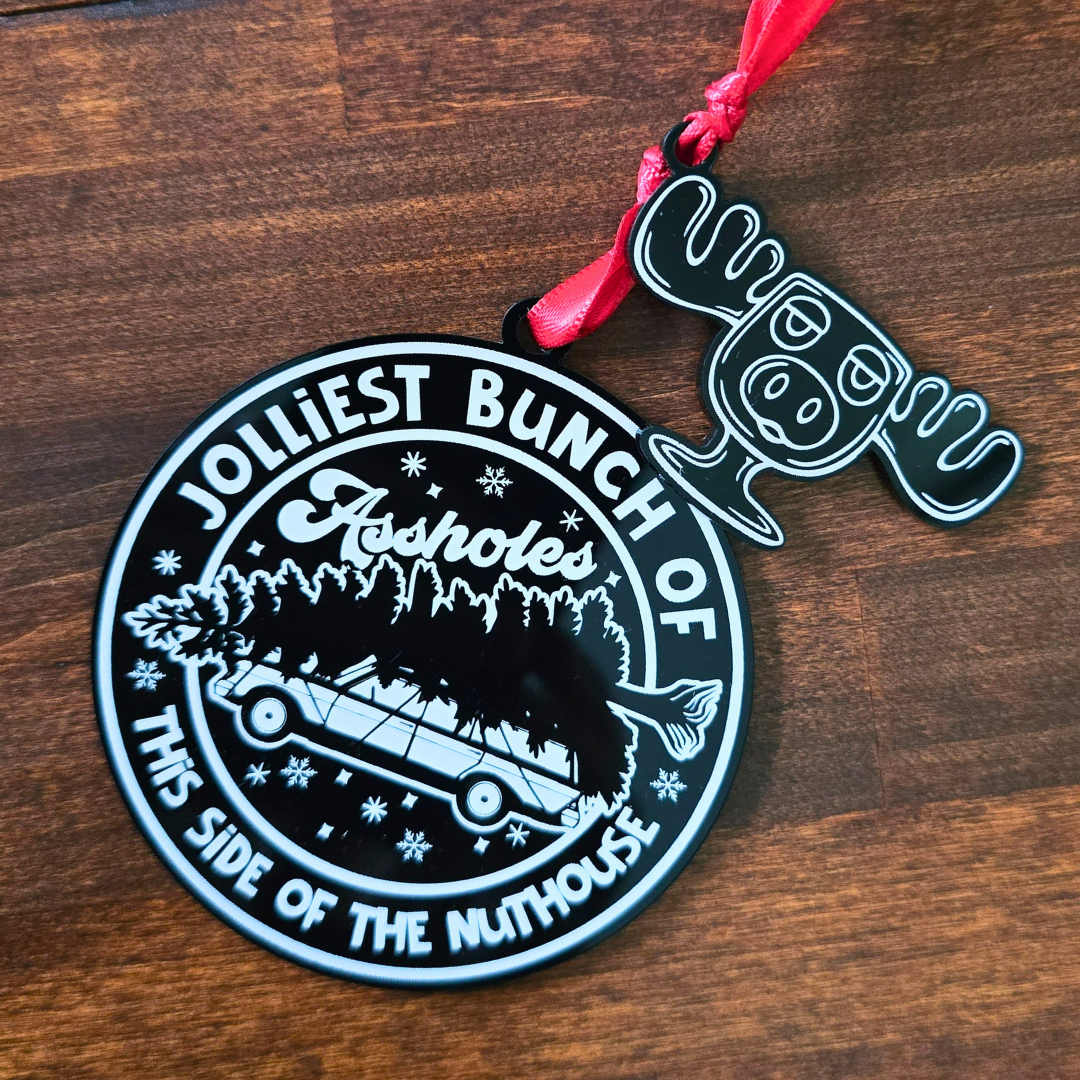 JOLLiEST BUNCH OF
Assholes
THiS SiDE OF THE NUTHOUSE